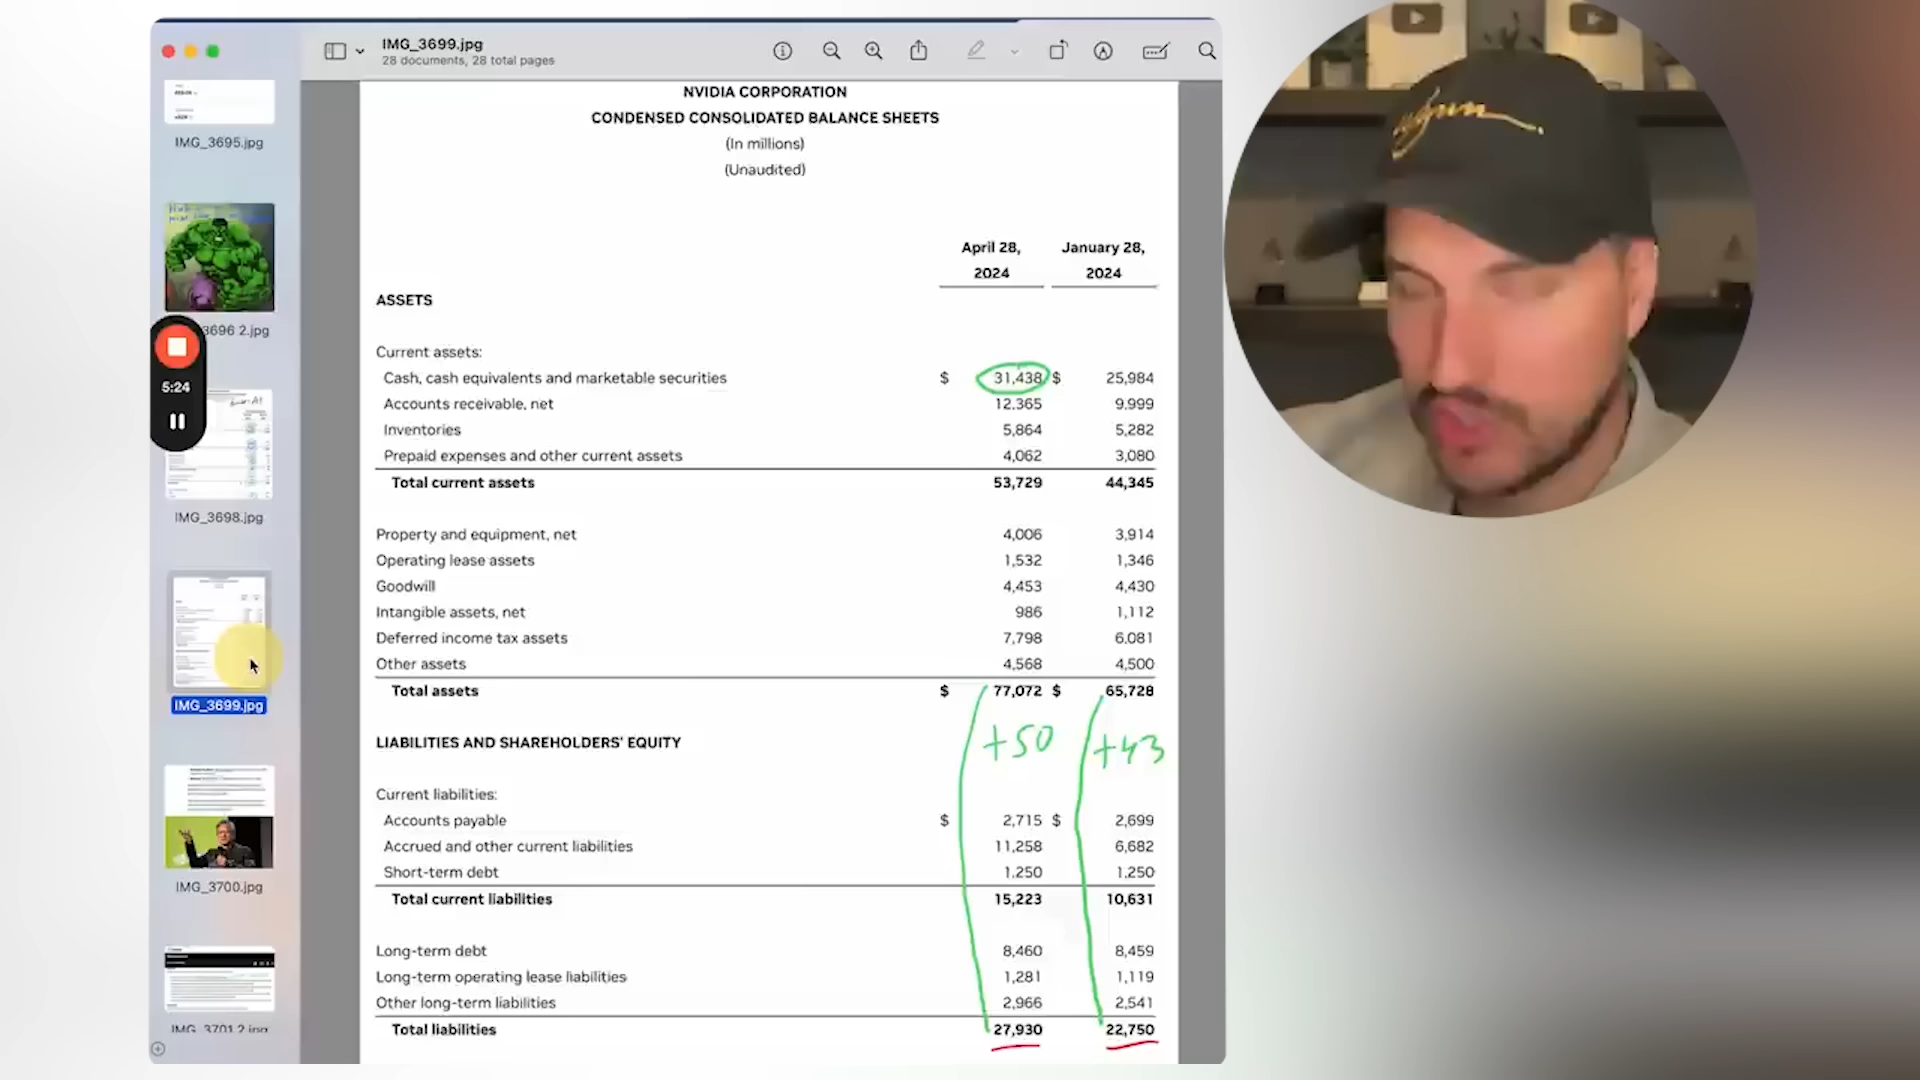 IMG_3699.jpg
28 documents, 28 total pages
IMG_3695.jpg
3696 2.jpg
5:24
IMG_3698.jpg
IMG_3699.jpg
IMG_3700.jpg
IMG_3701 2.jpg
NVIDIA CORPORATION
CONDENSED CONSOLIDATED BALANCE SHEETS
(In millions)
(Unaudited)
April 28, January 28,
2024 2024
ASSETS
Current assets:
Cash, cash equivalents and marketable securities $ 31,438 $ 25,984
Accounts receivable, net 12,365 9,999
Inventories 5,864 5,282
Prepaid expenses and other current assets 4,062 3,080
Total current assets 53,729 44,345
Property and equipment, net 4,006 3,914
Operating lease assets 1,532 1,346
Goodwill 4,453 4,430
Intangible assets, net 986 1,112
Deferred income tax assets 7,798 6,081
Other assets 4,568 4,500
Total assets $ 77,072 $ 65,728
+50 +43
LIABILITIES AND SHAREHOLDERS' EQUITY
Current liabilities:
Accounts payable $ 2,715 $ 2,699
Accrued and other current liabilities 11,258 6,682
Short-term debt 1,250 1,250
Total current liabilities 15,223 10,631
Long-term debt 8,460 8,459
Long-term operating lease liabilities 1,281 1,119
Other long-term liabilities 2,966 2,541
Total liabilities 27,930 22,750